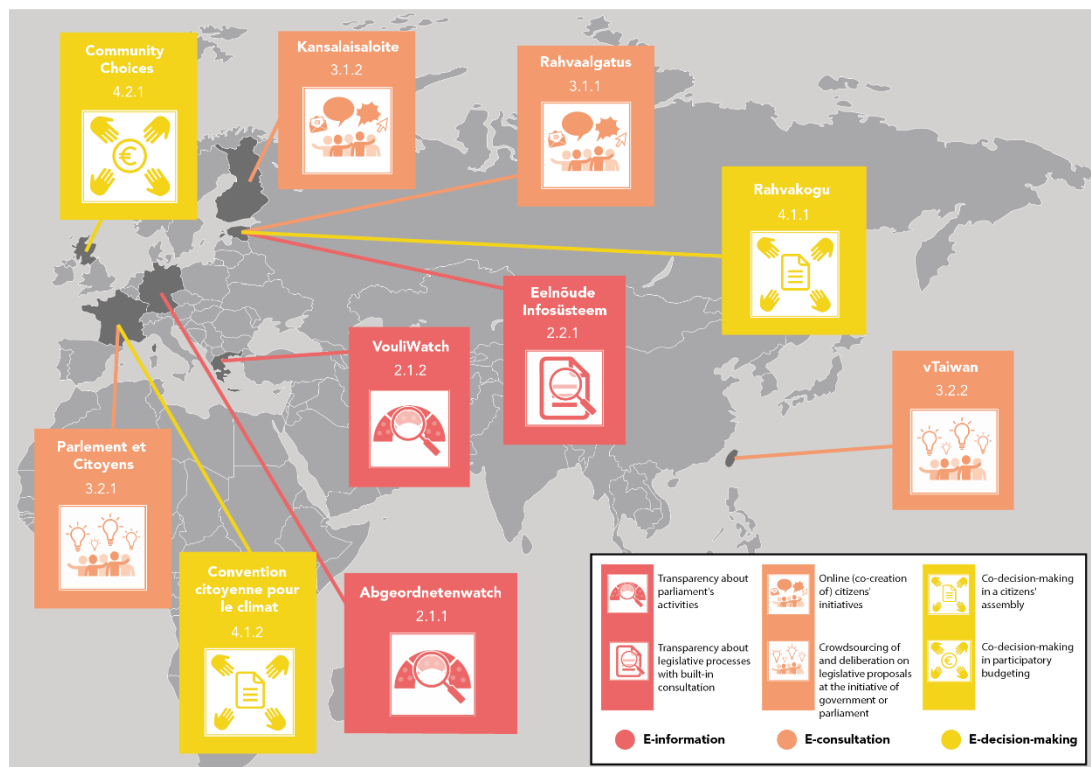 Community
Choices
4.2.1
Kansalaisaloite
3.1.2
Rahvaalgatus
3.1.1
Rahvakogu
4.1.1
Eelnõude
Infosüsteem
2.2.1
VouliWatch
2.1.2
vTaiwan
3.2.2
Parlement et
Citoyens
3.2.1
Convention
citoyenne pour
le climat
4.1.2
Abgeordnetenwatch
2.1.1
Transparency about
parliament's
activities
Online (co-creation
of) citizens'
initiatives
Co-decision-making
in a citizens'
assembly
Transparency about
legislative processes
with built-in
consultation
Crowdsourcing of
and deliberation on
legislative proposals
at the initiative of
government or
parliament
Co-decision-making
in participatory
budgeting
E-information
E-consultation
E-decision-making